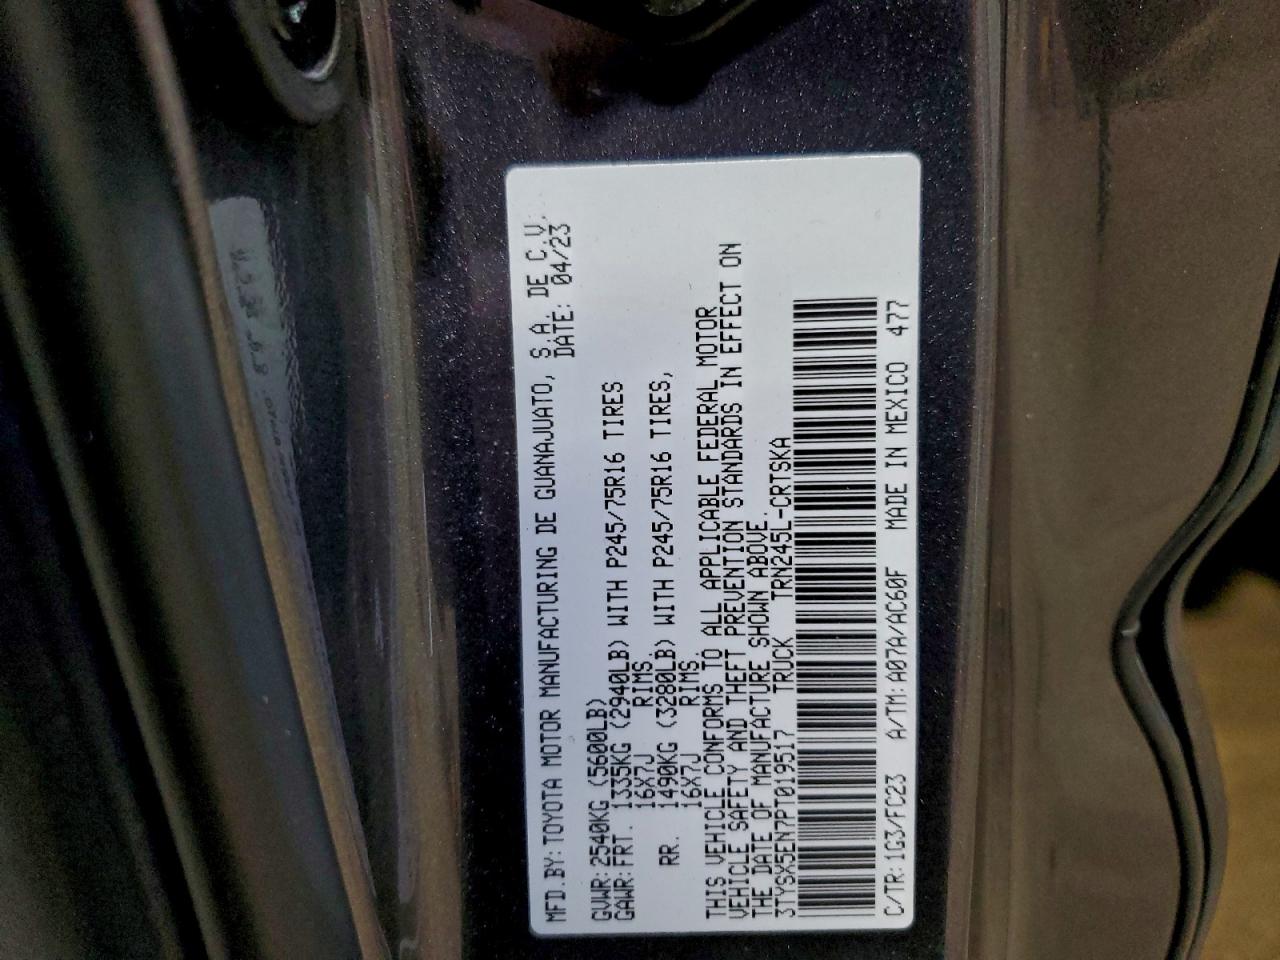 MFD.BY:TOYOTA MOTOR MANUFACTURING DE GUANAJUATO, S.A. DE C.V.
DATE: 04/23
GVWR:2540KG (5600LB)
GAWR:FRT. 1335KG (2940LB) WITH P245/75R16 TIRES
16X7J RIMS,
RR. 1490KG (3280LB) WITH P245/75R16 TIRES,
16X7J RIMS,
THIS VEHICLE CONFORMS TO ALL APPLICABLE FEDERAL MOTOR
VEHICLE SAFETY AND THEFT PREVENTION STANDARDS IN EFFECT ON
THE DATE OF MANUFACTURE SHOWN ABOVE.
3TYSX5EN7PT019517 TRUCK TRN245L-CRTSKA
C/TR:1G3/FC23 A/TM:A07A/AC60F MADE IN MEXICO 477